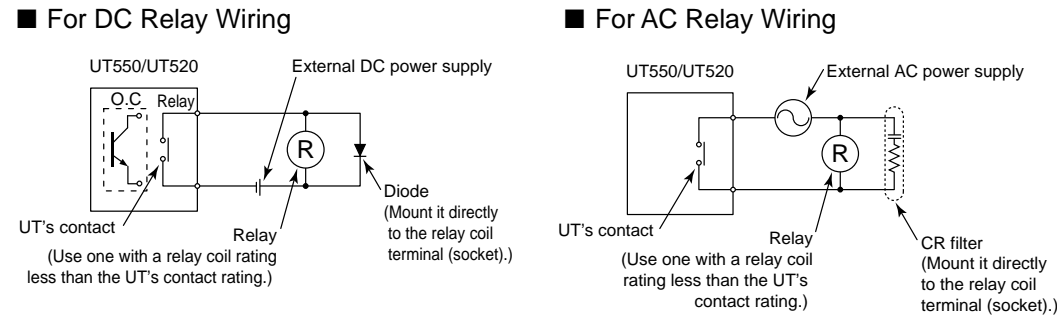 ■ For DC Relay Wiring
UT550/UT520
External DC power supply
O.C
Relay
R
Diode
(Mount it directly
to the relay coil
terminal (socket).)
UT's contact
Relay
(Use one with a relay coil rating
less than the UT's contact rating.)
■ For AC Relay Wiring
UT550/UT520
External AC power supply
R
UT's contact
Relay
(Use one with a relay coil
rating less than the UT's
contact rating.)
CR filter
(Mount it directly
to the relay coil
terminal (socket).)